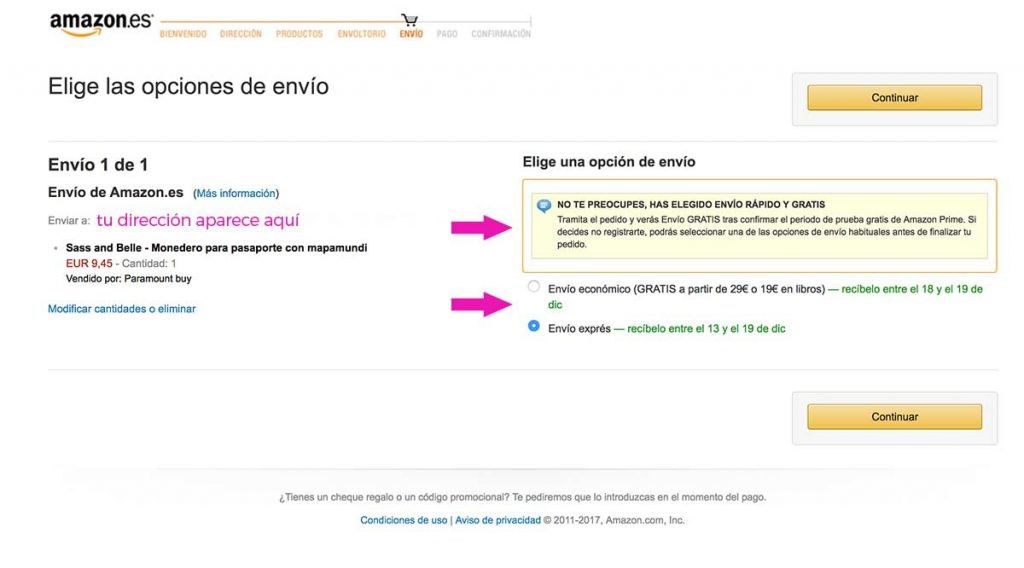 amazon.es
BIENVENIDO DIRECCIÓN PRODUCTOS ENVOLTORIO ENVÍO PAGO CONFIRMACIÓN
Elige las opciones de envío
Continuar
Envío 1 de 1
Envío de Amazon.es (Más información)
Enviar a: tu dirección aparece aquí
Sass and Belle - Monedero para pasaporte con mapamundi
EUR 9,45 - Cantidad: 1
Vendido por: Paramount buy
Modificar cantidades o eliminar
Elige una opción de envío
NO TE PREOCUPES, HAS ELEGIDO ENVÍO RÁPIDO Y GRATIS
Tramita el pedido y verás Envío GRATIS tras confirmar el periodo de prueba gratis de Amazon Prime. Si
decides no registrarte, podrás seleccionar una de las opciones de envío habituales antes de finalizar tu
pedido.
Envío económico (GRATIS a partir de 29€ o 19€ en libros) — recíbelo entre el 18 y el 19 de
dic
Envío exprés — recíbelo entre el 13 y el 19 de dic
Continuar
¿Tienes un cheque regalo o un código promocional? Te pediremos que lo introduzcas en el momento del pago.
Condiciones de uso | Aviso de privacidad © 2011-2017, Amazon.com, Inc.